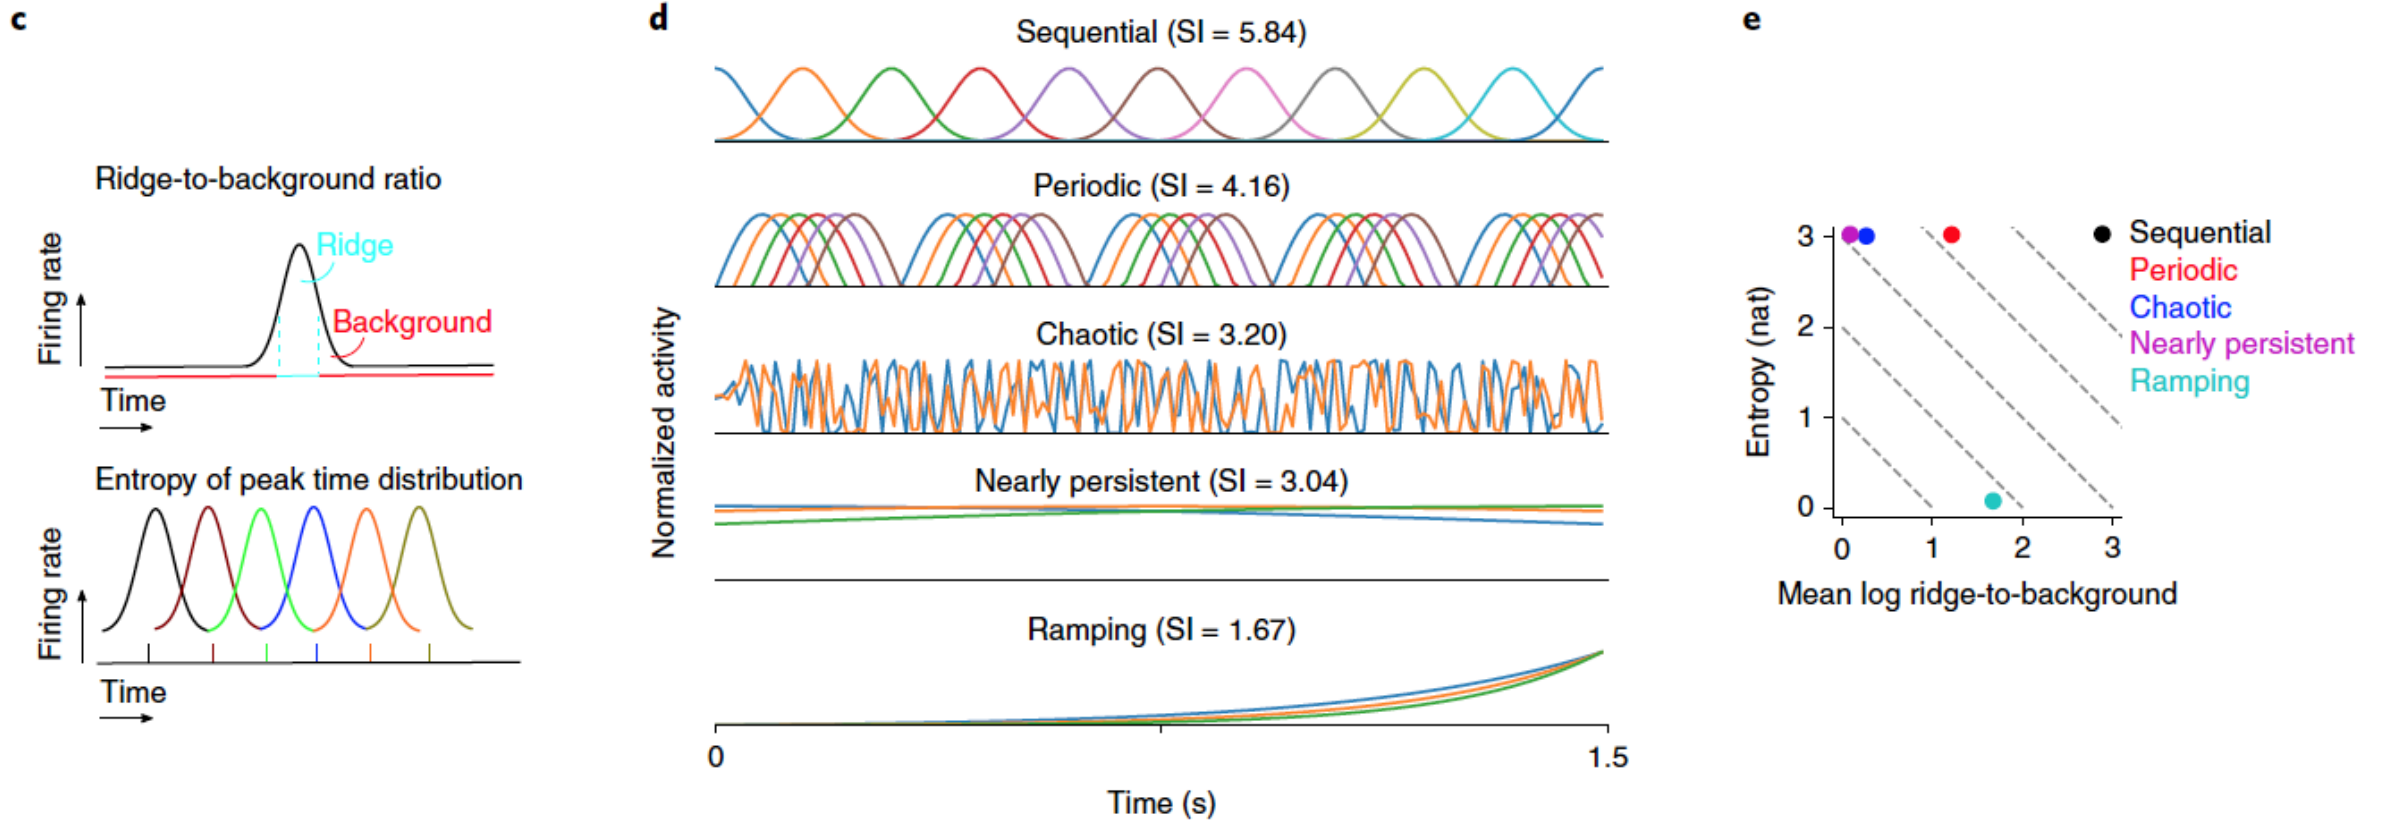 c
Ridge-to-background ratio
Firing rate
Ridge
Background
Time
Entropy of peak time distribution
Firing rate
Time
d
Normalized activity
Sequential (SI = 5.84)
Periodic (SI = 4.16)
Chaotic (SI = 3.20)
Nearly persistent (SI = 3.04)
Ramping (SI = 1.67)
0
1.5
Time (s)
e
Entropy (nat)
3
2
1
0
0
1
2
3
Mean log ridge-to-background
Sequential
Periodic
Chaotic
Nearly persistent
Ramping